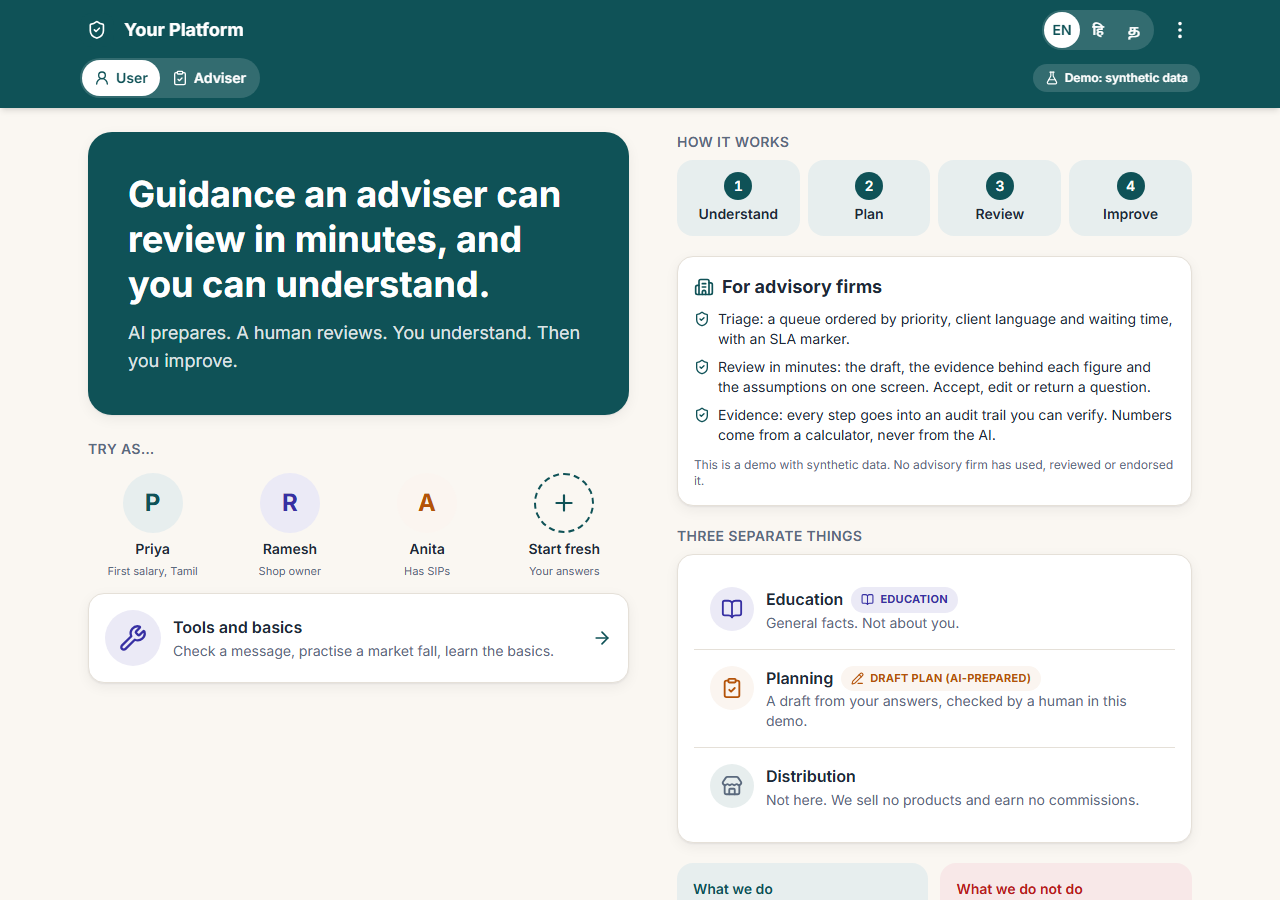 Your Platform
EN
हि
த
User
Adviser
Demo: synthetic data
Guidance an adviser can
review in minutes, and
you can understand.
AI prepares. A human reviews. You understand. Then
you improve.
TRY AS...
P
Priya
First salary, Tamil
R
Ramesh
Shop owner
A
Anita
Has SIPs
Start fresh
Your answers
Tools and basics
Check a message, practise a market fall, learn the basics.
HOW IT WORKS
1
Understand
2
Plan
3
Review
4
Improve
For advisory firms
Triage: a queue ordered by priority, client language and waiting time,
with an SLA marker.
Review in minutes: the draft, the evidence behind each figure and
the assumptions on one screen. Accept, edit or return a question.
Evidence: every step goes into an audit trail you can verify. Numbers
come from a calculator, never from the AI.
This is a demo with synthetic data. No advisory firm has used, reviewed or endorsed
it.
THREE SEPARATE THINGS
Education
EDUCATION
General facts. Not about you.
Planning
DRAFT PLAN (AI-PREPARED)
A draft from your answers, checked by a human in this
demo.
Distribution
Not here. We sell no products and earn no commissions.
What we do
What we do not do